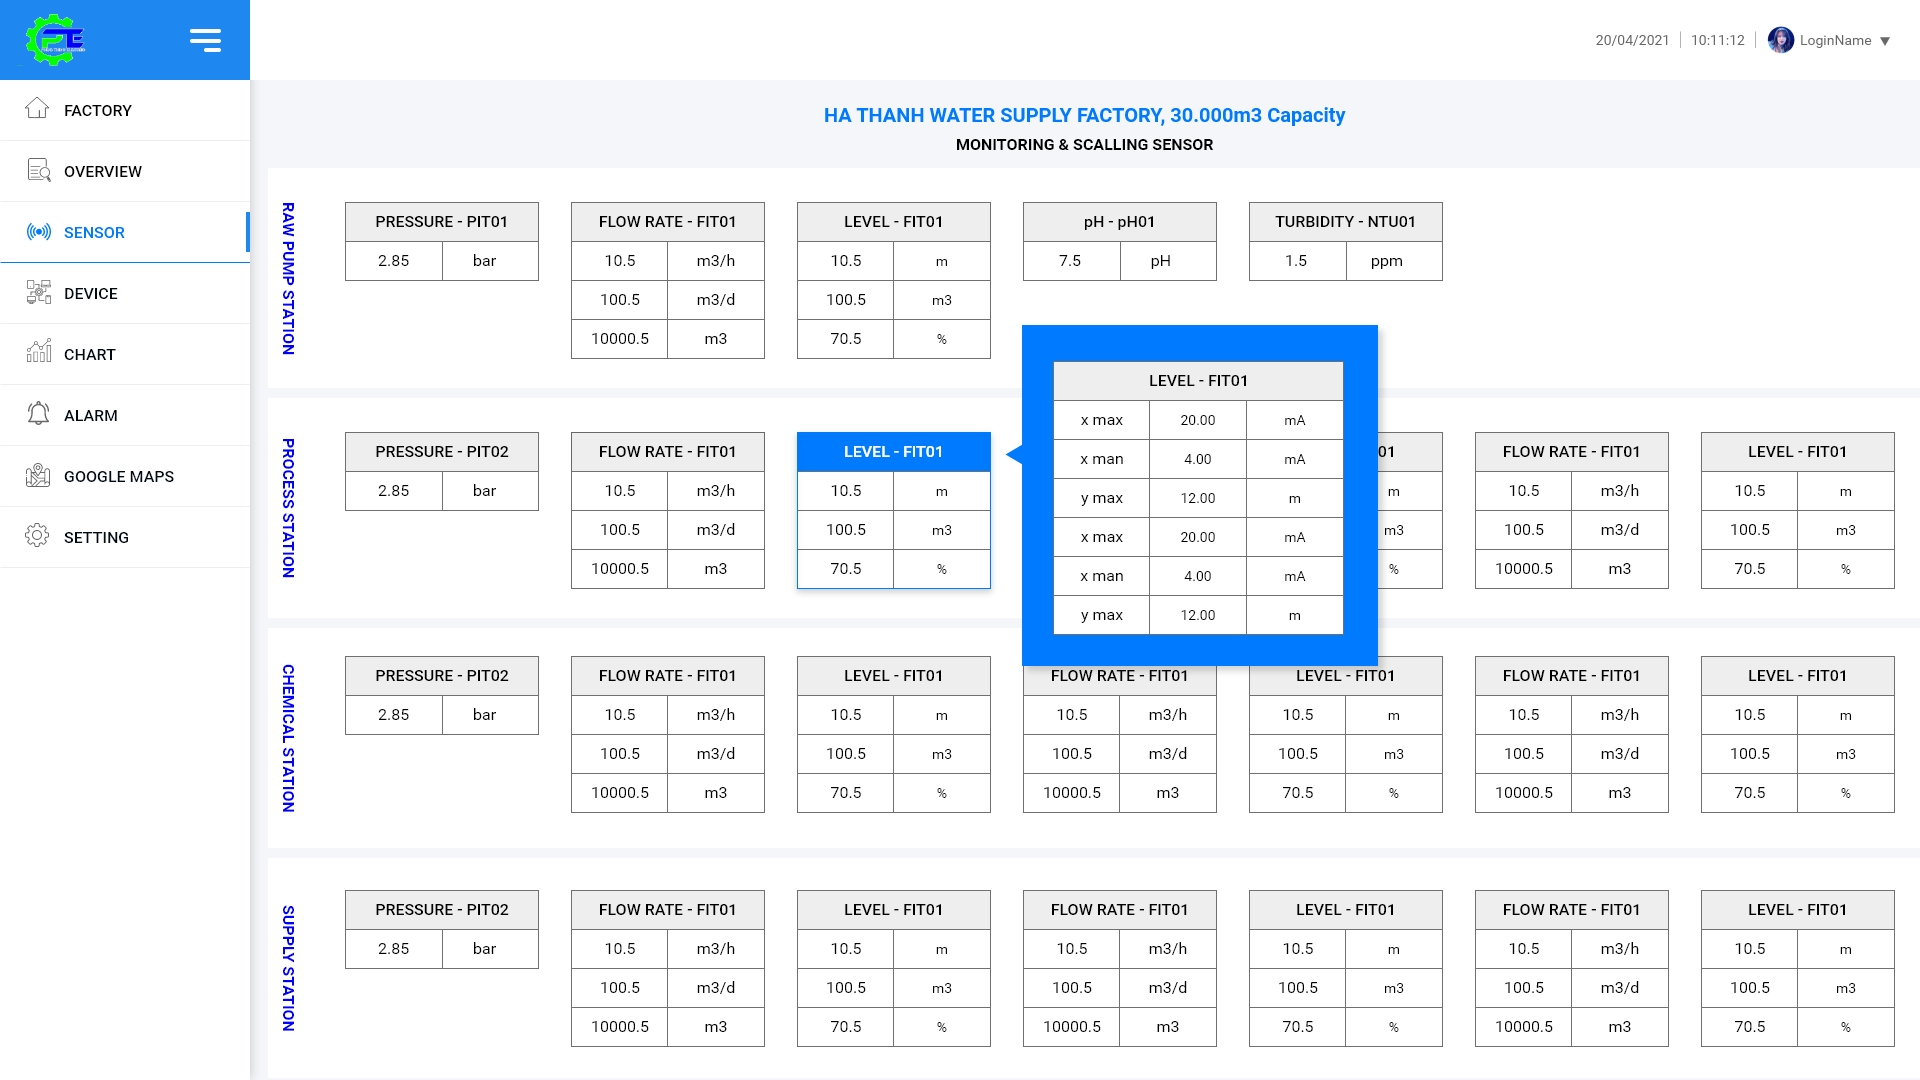 PTE
20/04/2021 10:11:12 LoginName ▼
FACTORY
OVERVIEW
SENSOR
DEVICE
CHART
ALARM
GOOGLE MAPS
SETTING
HA THANH WATER SUPPLY FACTORY, 30.000m3 Capacity
MONITORING & SCALLING SENSOR
RAW PUMP STATION
PRESSURE - PIT01
2.85 bar
FLOW RATE - FIT01
10.5 m3/h
100.5 m3/d
10000.5 m3
LEVEL - FIT01
10.5 m
100.5 m3
70.5 %
pH - pH01
7.5 pH
TURBIDITY - NTU01
1.5 ppm
PROCESS STATION
PRESSURE - PIT02
2.85 bar
FLOW RATE - FIT01
10.5 m3/h
100.5 m3/d
10000.5 m3
LEVEL - FIT01
10.5 m
100.5 m3
70.5 %
LEVEL - FIT01
x max 20.00 mA
x man 4.00 mA
y max 12.00 m
x max 20.00 mA
x man 4.00 mA
y max 12.00 m
01
m
m3
%
FLOW RATE - FIT01
10.5 m3/h
100.5 m3/d
10000.5 m3
LEVEL - FIT01
10.5 m
100.5 m3
70.5 %
CHEMICAL STATION
PRESSURE - PIT02
2.85 bar
FLOW RATE - FIT01
10.5 m3/h
100.5 m3/d
10000.5 m3
LEVEL - FIT01
10.5 m
100.5 m3
70.5 %
FLOW RATE - FIT01
10.5 m3/h
100.5 m3/d
10000.5 m3
LEVEL - FIT01
10.5 m
100.5 m3
70.5 %
FLOW RATE - FIT01
10.5 m3/h
100.5 m3/d
10000.5 m3
LEVEL - FIT01
10.5 m
100.5 m3
70.5 %
SUPPLY STATION
PRESSURE - PIT02
2.85 bar
FLOW RATE - FIT01
10.5 m3/h
100.5 m3/d
10000.5 m3
LEVEL - FIT01
10.5 m
100.5 m3
70.5 %
FLOW RATE - FIT01
10.5 m3/h
100.5 m3/d
10000.5 m3
LEVEL - FIT01
10.5 m
100.5 m3
70.5 %
FLOW RATE - FIT01
10.5 m3/h
100.5 m3/d
10000.5 m3
LEVEL - FIT01
10.5 m
100.5 m3
70.5 %